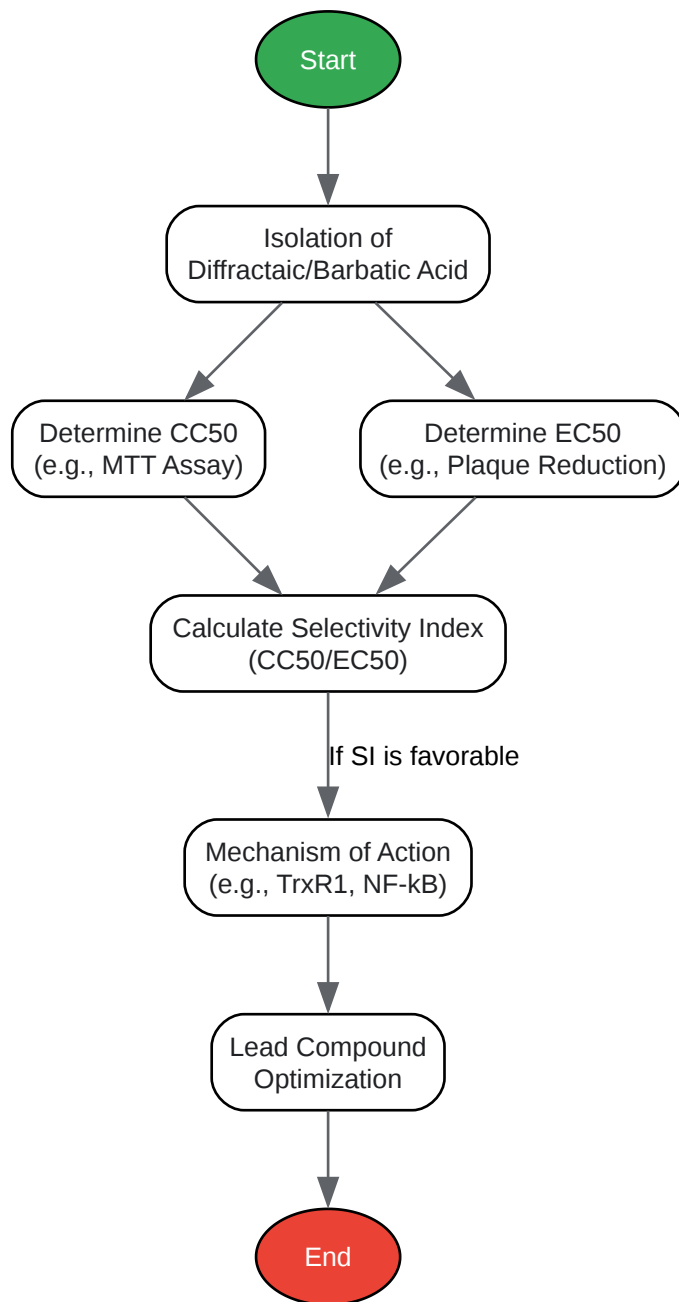 Start
Isolation of
Diffractaic/Barbatic Acid
Determine CC50
(e.g., MTT Assay)
Determine EC50
(e.g., Plaque Reduction)
Calculate Selectivity Index
(CC50/EC50)
If SI is favorable
Mechanism of Action
(e.g., TrxR1, NF-kB)
Lead Compound
Optimization
End